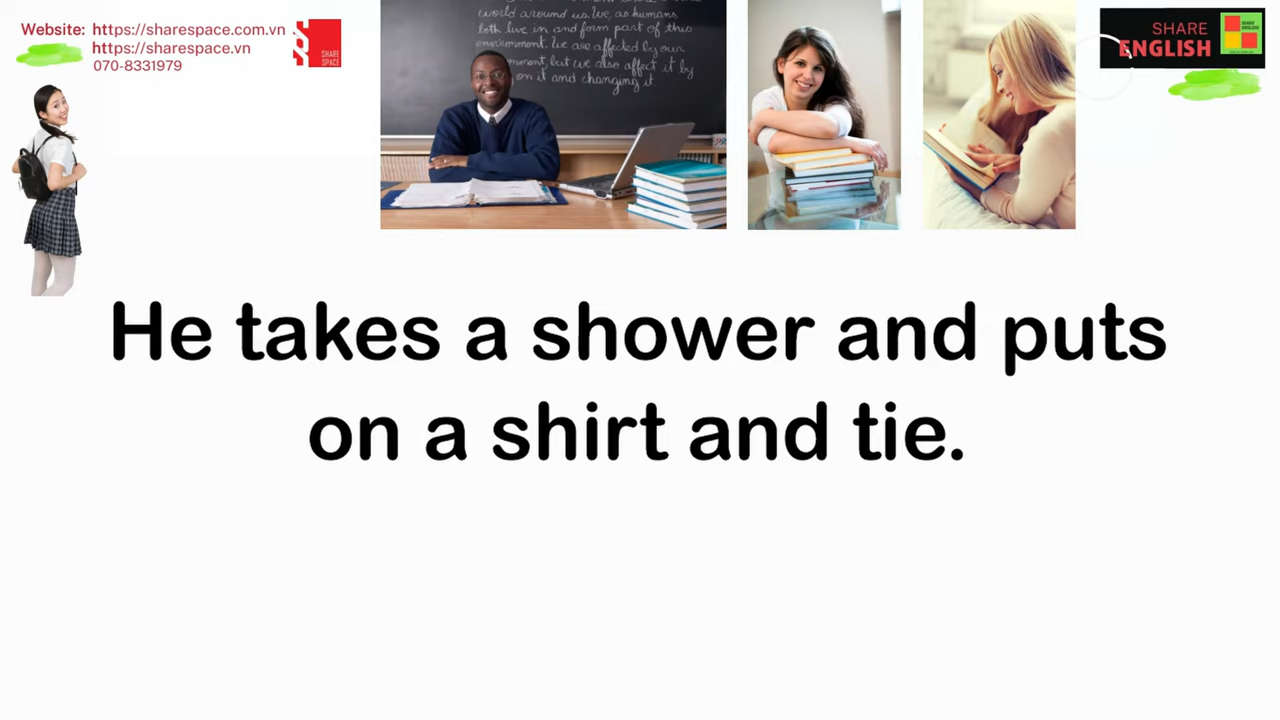 Website: https//sharespace.com.vn
https//sharespace.vn
070-8331979
SHARE
SPACE
world around us. We, as humans,
both live in and form part of this
environment. We are affected by our
but we also affect it by
on it and changing it.
SHARE
ENGLISH
He takes a shower and puts
on a shirt and tie.